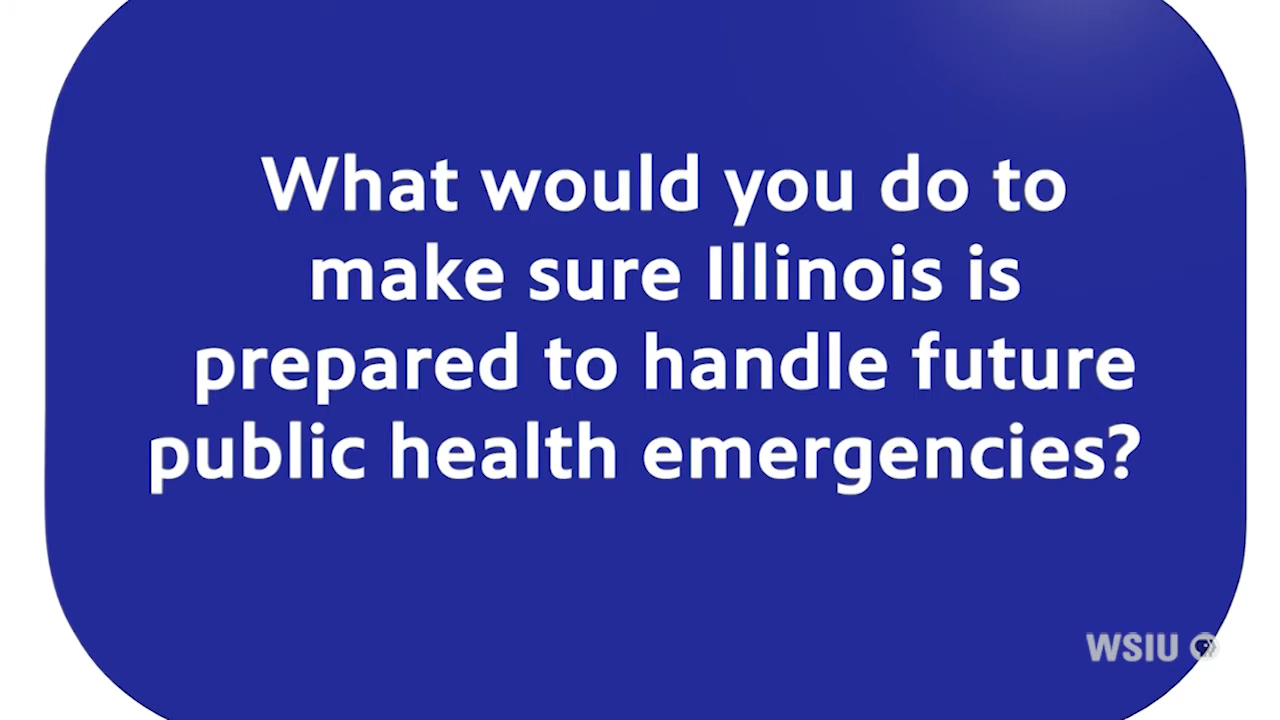 What would you do to
make sure Illinois is
prepared to handle future
public health emergencies?
WSIU